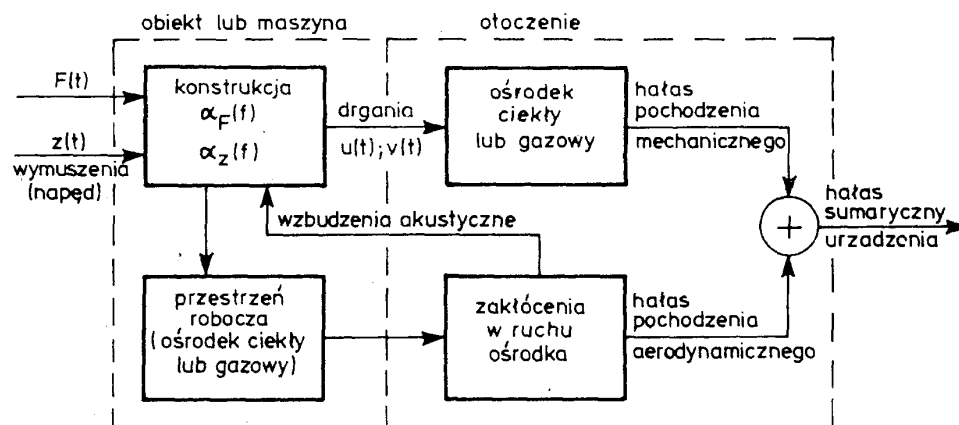 obiekt lub maszyna
otoczenie
F(t)
z(t)
wymuszenia
(napęd)
konstrukcja
α_F(f)
α_z(f)
drgania
u(t); v(t)
ośrodek
ciekły
lub gazowy
hałas
pochodzenia
mechanicznego
wzbudzenia akustyczne
hałas
sumaryczny
urzadzenia
+
przestrzeń
robocza
(ośrodek ciekły
lub gazowy)
zakłócenia
w ruchu
ośrodka
hałas
pochodzenia
aerodynamicznego